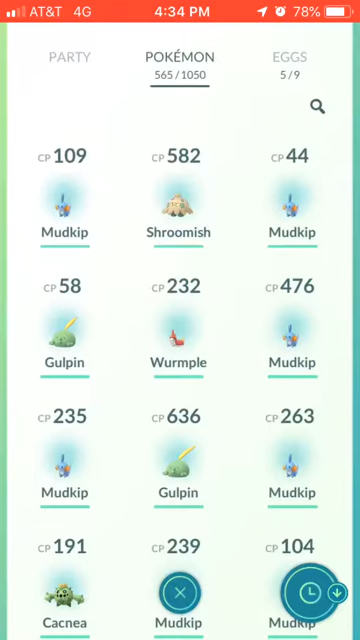 AT&T 4G 4:34 PM 78%
PARTY POKÉMON EGGS
565 / 1050 5 / 9
CP 109 CP 582 CP 44
Mudkip Shroomish Mudkip
CP 58 CP 232 CP 476
Gulpin Wurmple Mudkip
CP 235 CP 636 CP 263
Mudkip Gulpin Mudkip
CP 191 CP 239 CP 104
Cacnea Mudkip Mudkip